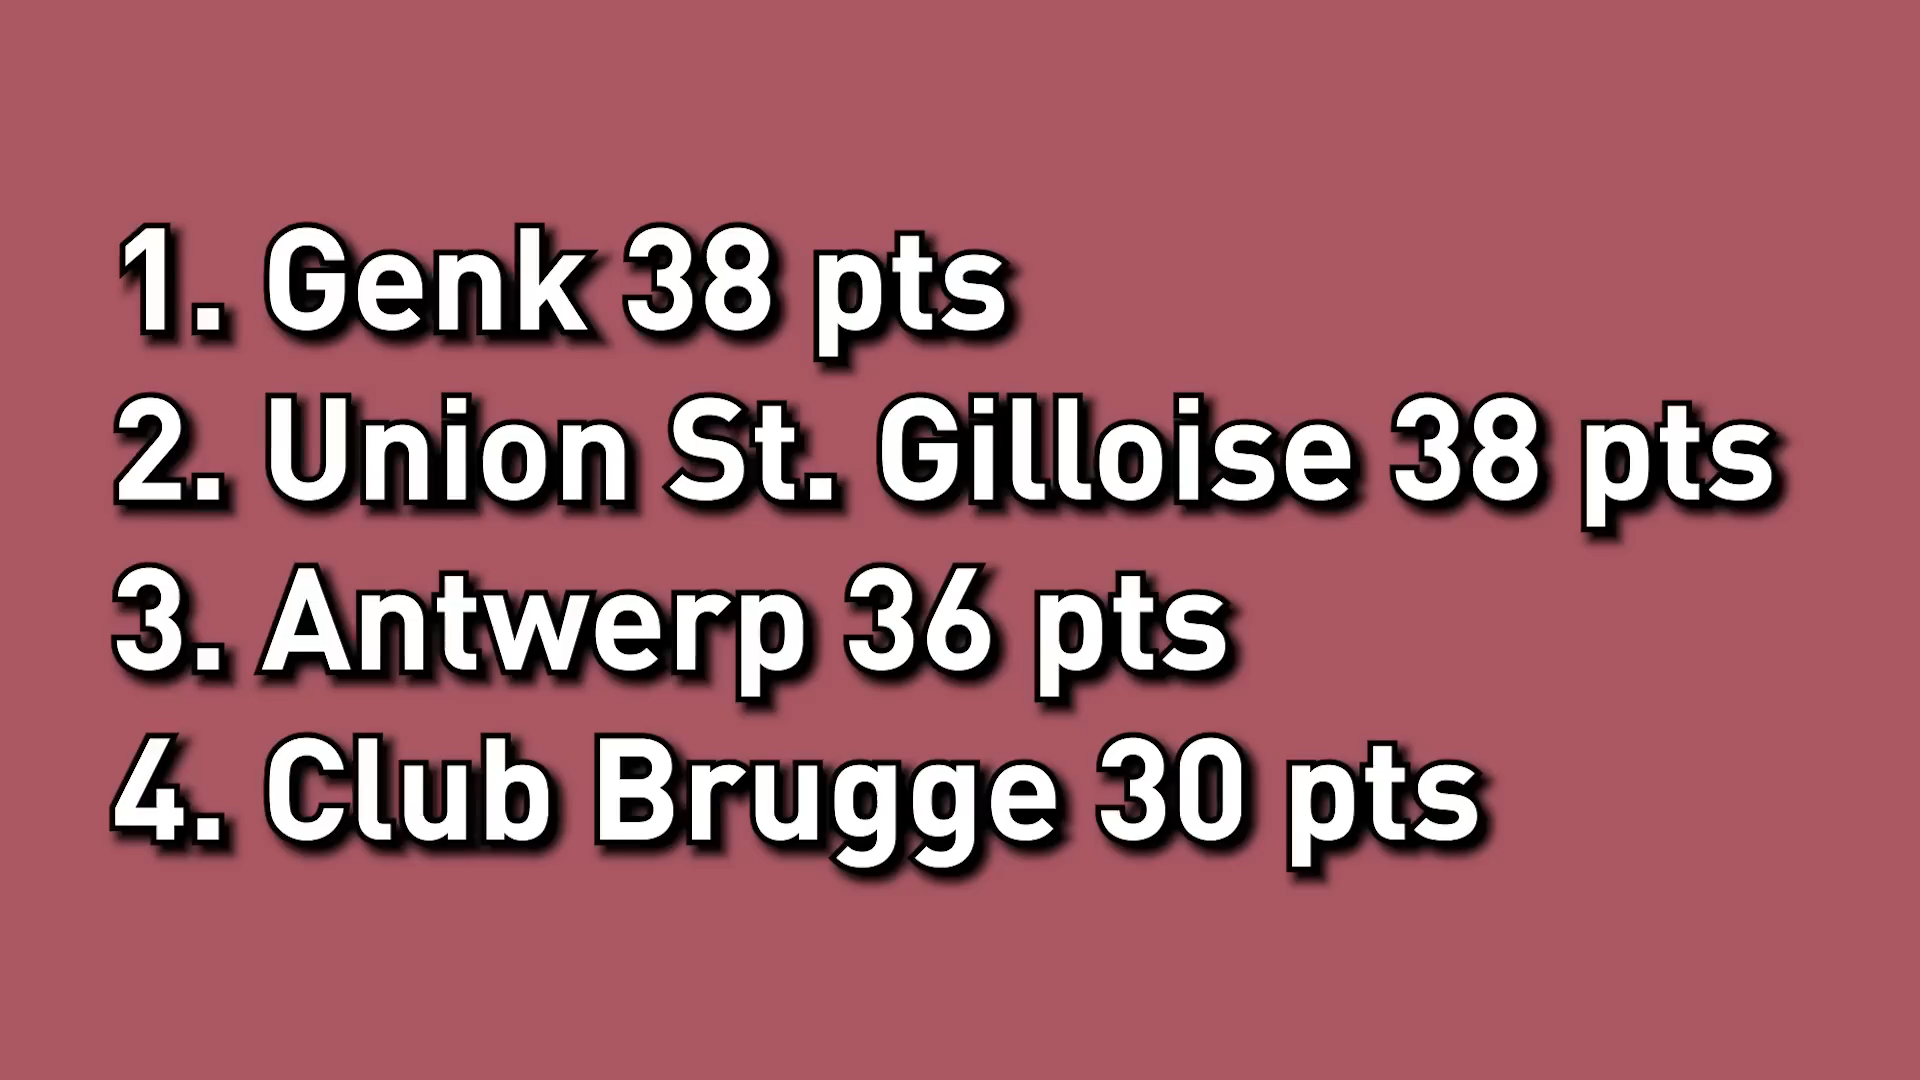 1. Genk 38 pts
2. Union St. Gilloise 38 pts
3. Antwerp 36 pts
4. Club Brugge 30 pts